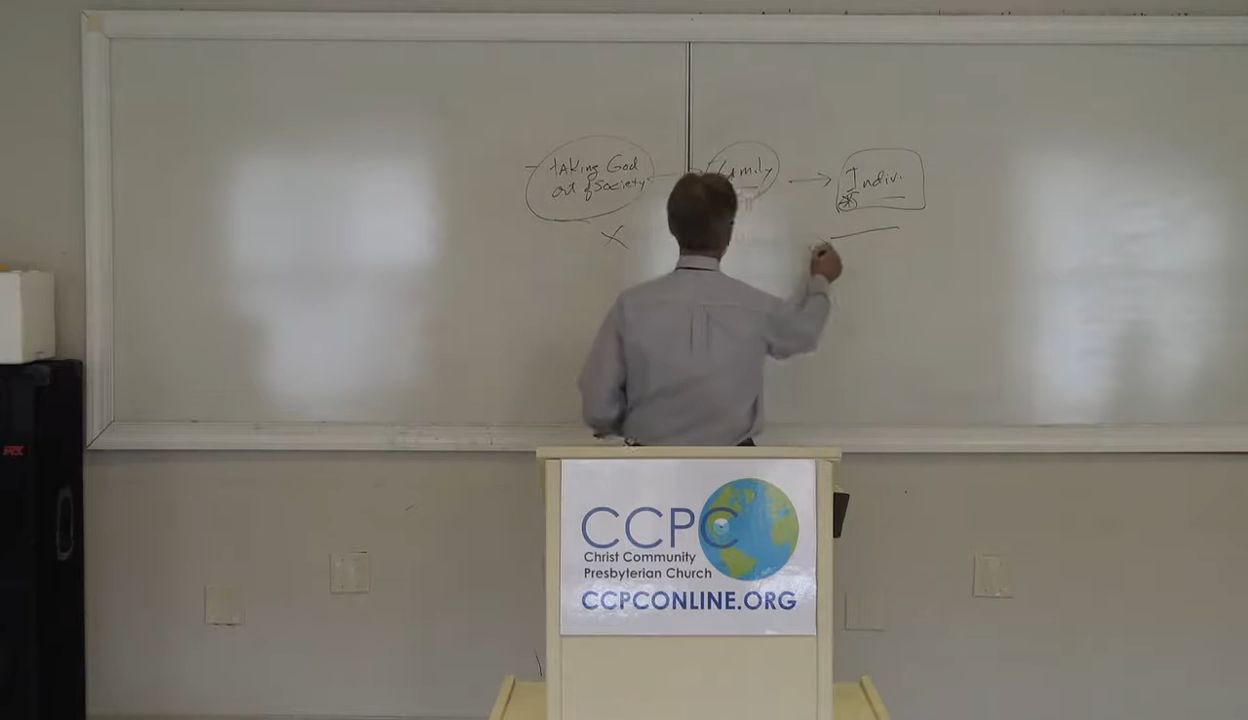 - tAking God
out of Society
family
Indivi.
CCPC
Christ Community
Presbyterian Church
CCPCONLINE.ORG